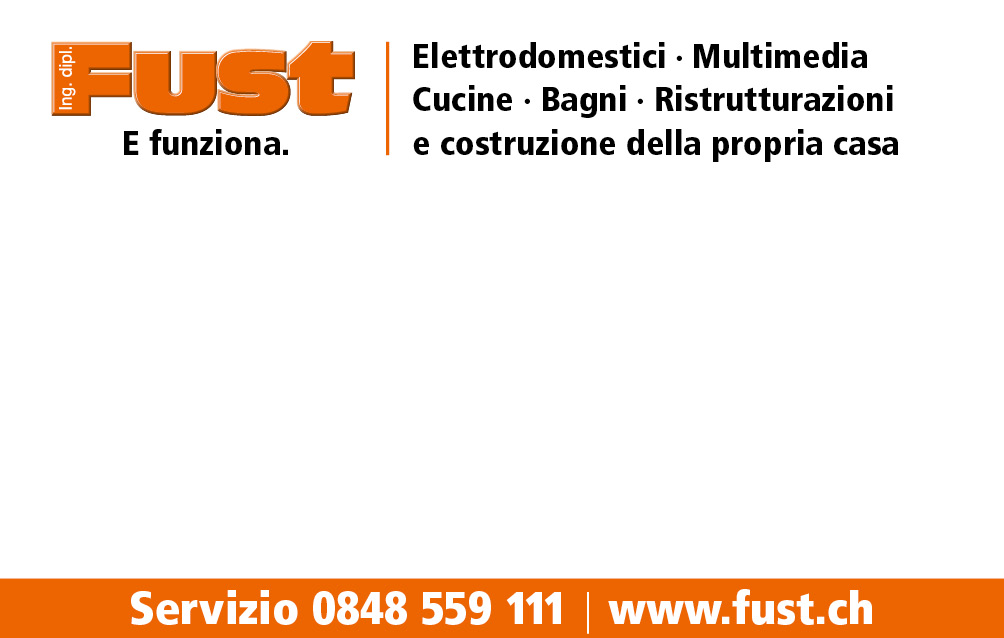 Ing. dipl. Fust
E funziona.
Elettrodomestici · Multimedia
Cucine · Bagni · Ristrutturazioni
e costruzione della propria casa
Servizio 0848 559 111 | www.fust.ch